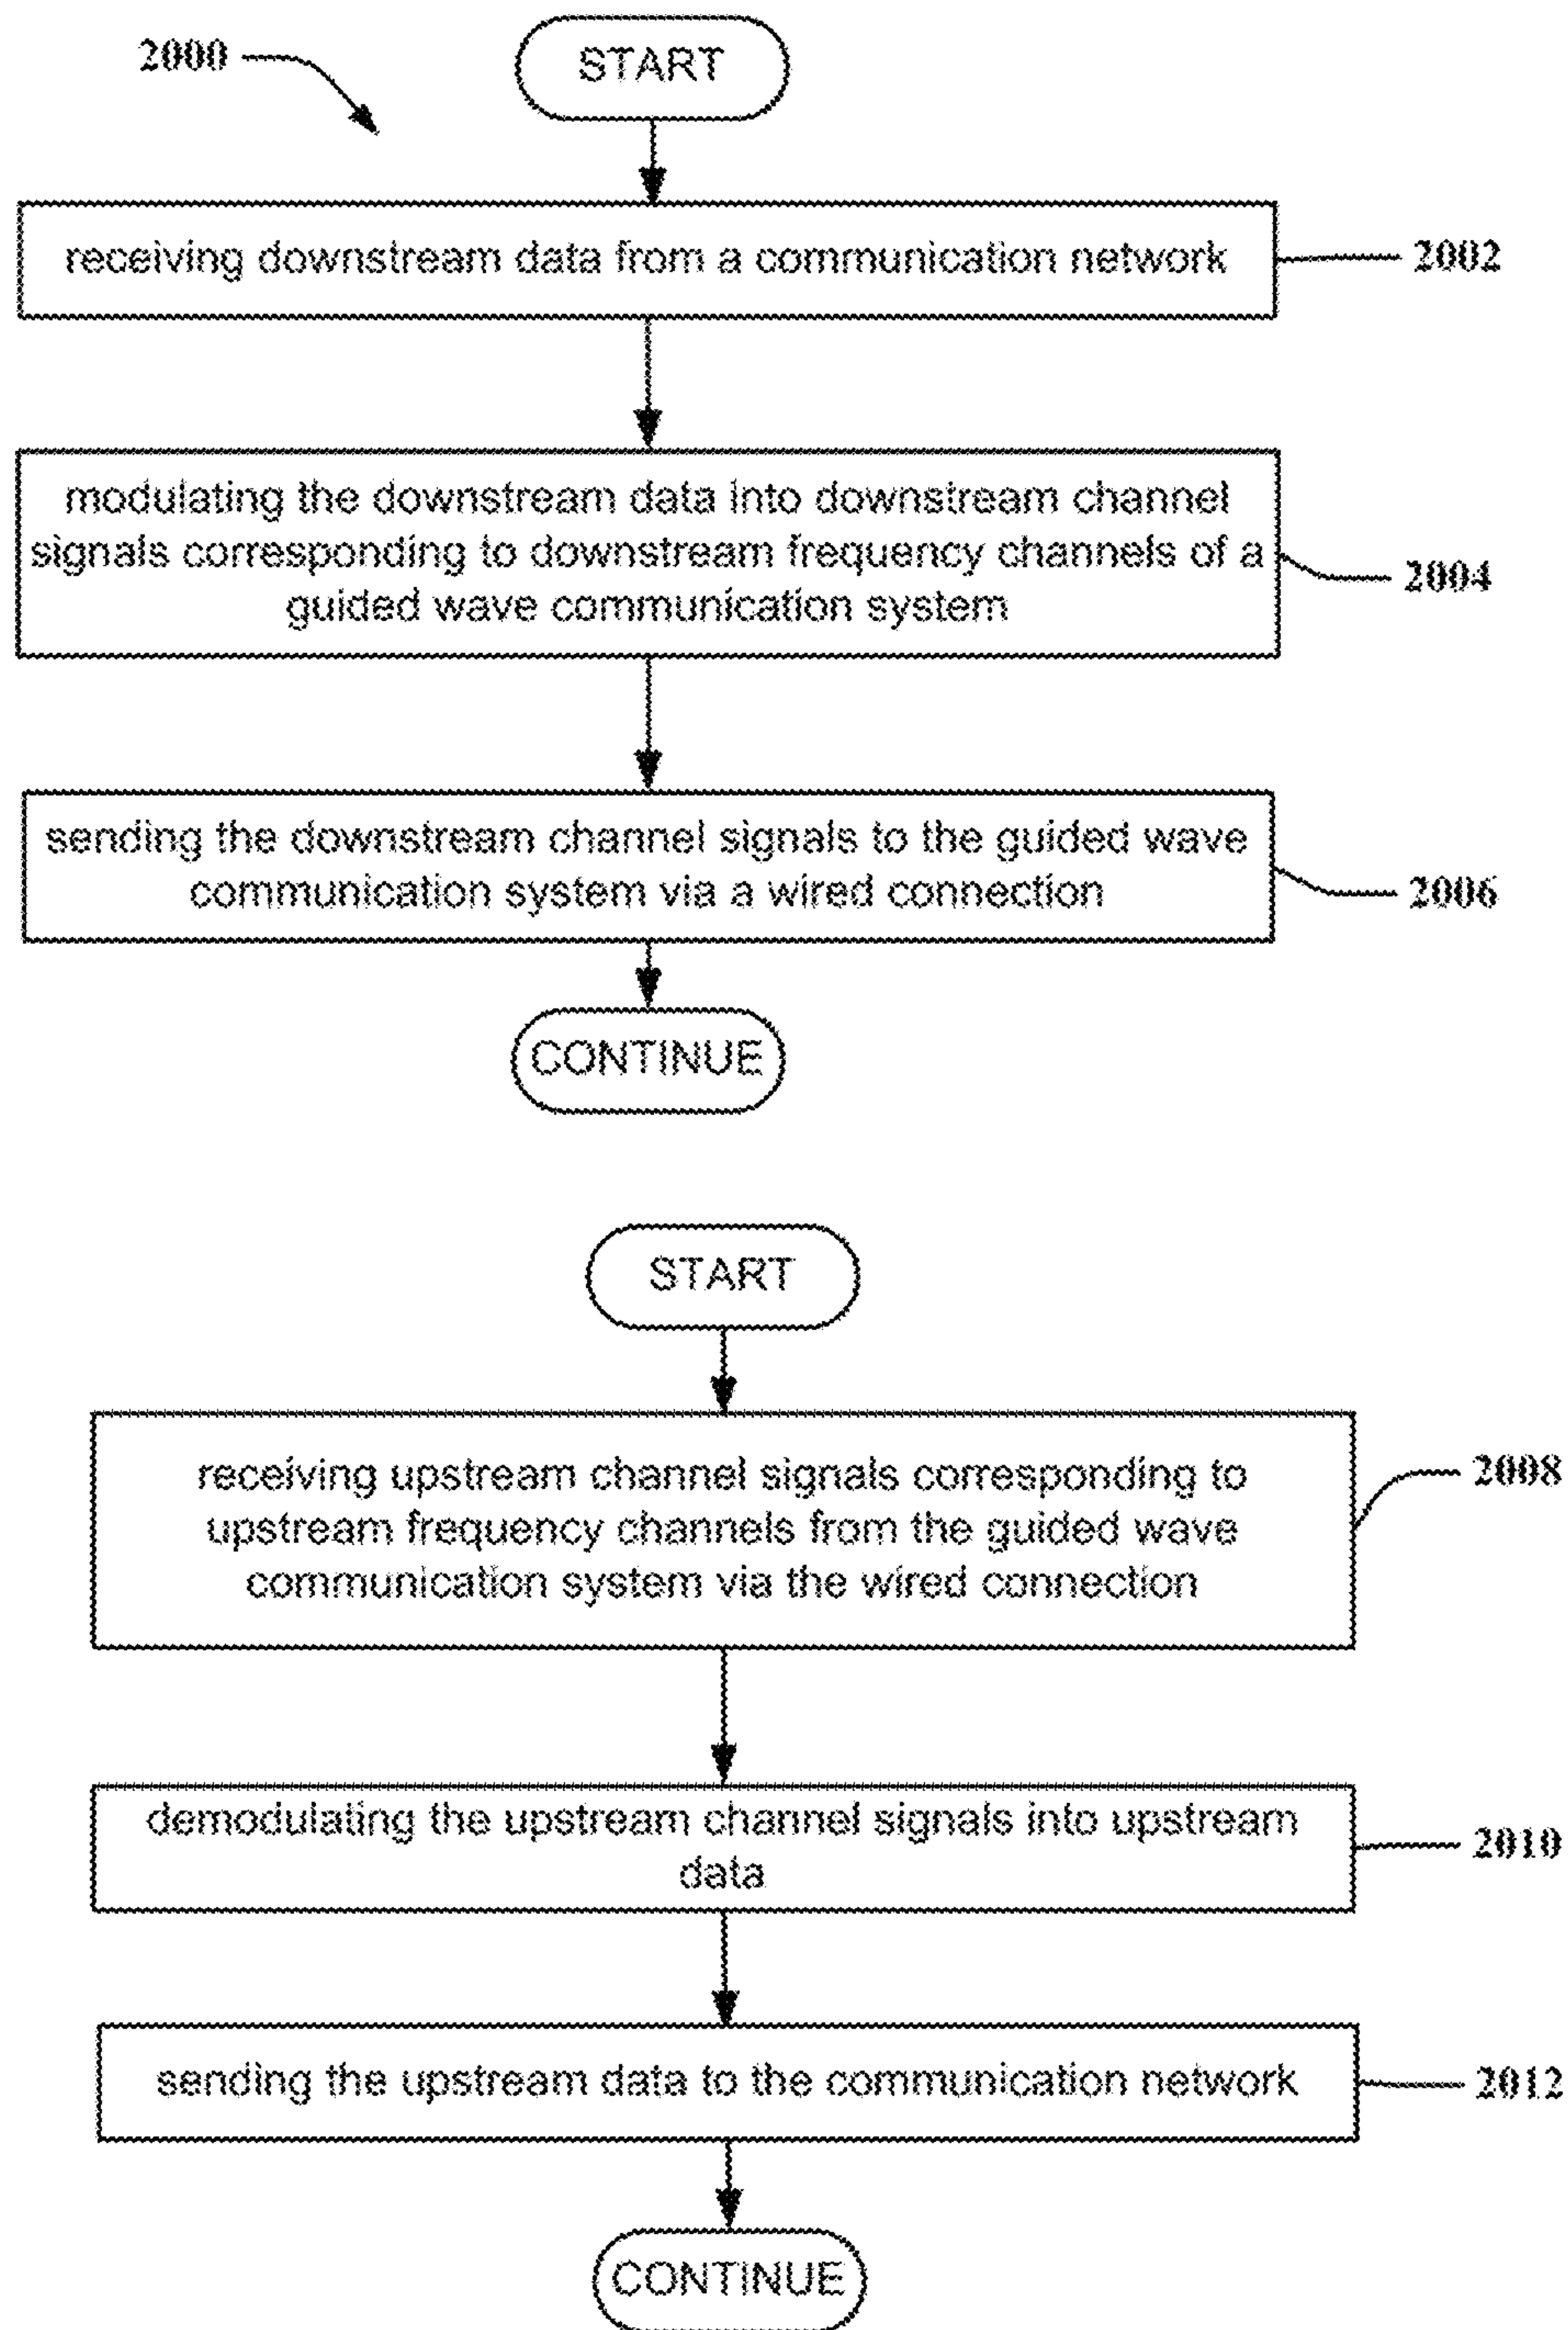 2000
START
receiving downstream data from a communication network
2002
modulating the downstream data into downstream channel
signals corresponding to downstream frequency channels of a
guided wave communication system
2004
sending the downstream channel signals to the guided wave
communication system via a wired connection
2006
CONTINUE
START
receiving upstream channel signals corresponding to
upstream frequency channels from the guided wave
communication system via the wired connection
2008
demodulating the upstream channel signals into upstream
data
2010
sending the upstream data to the communication network
2012
CONTINUE